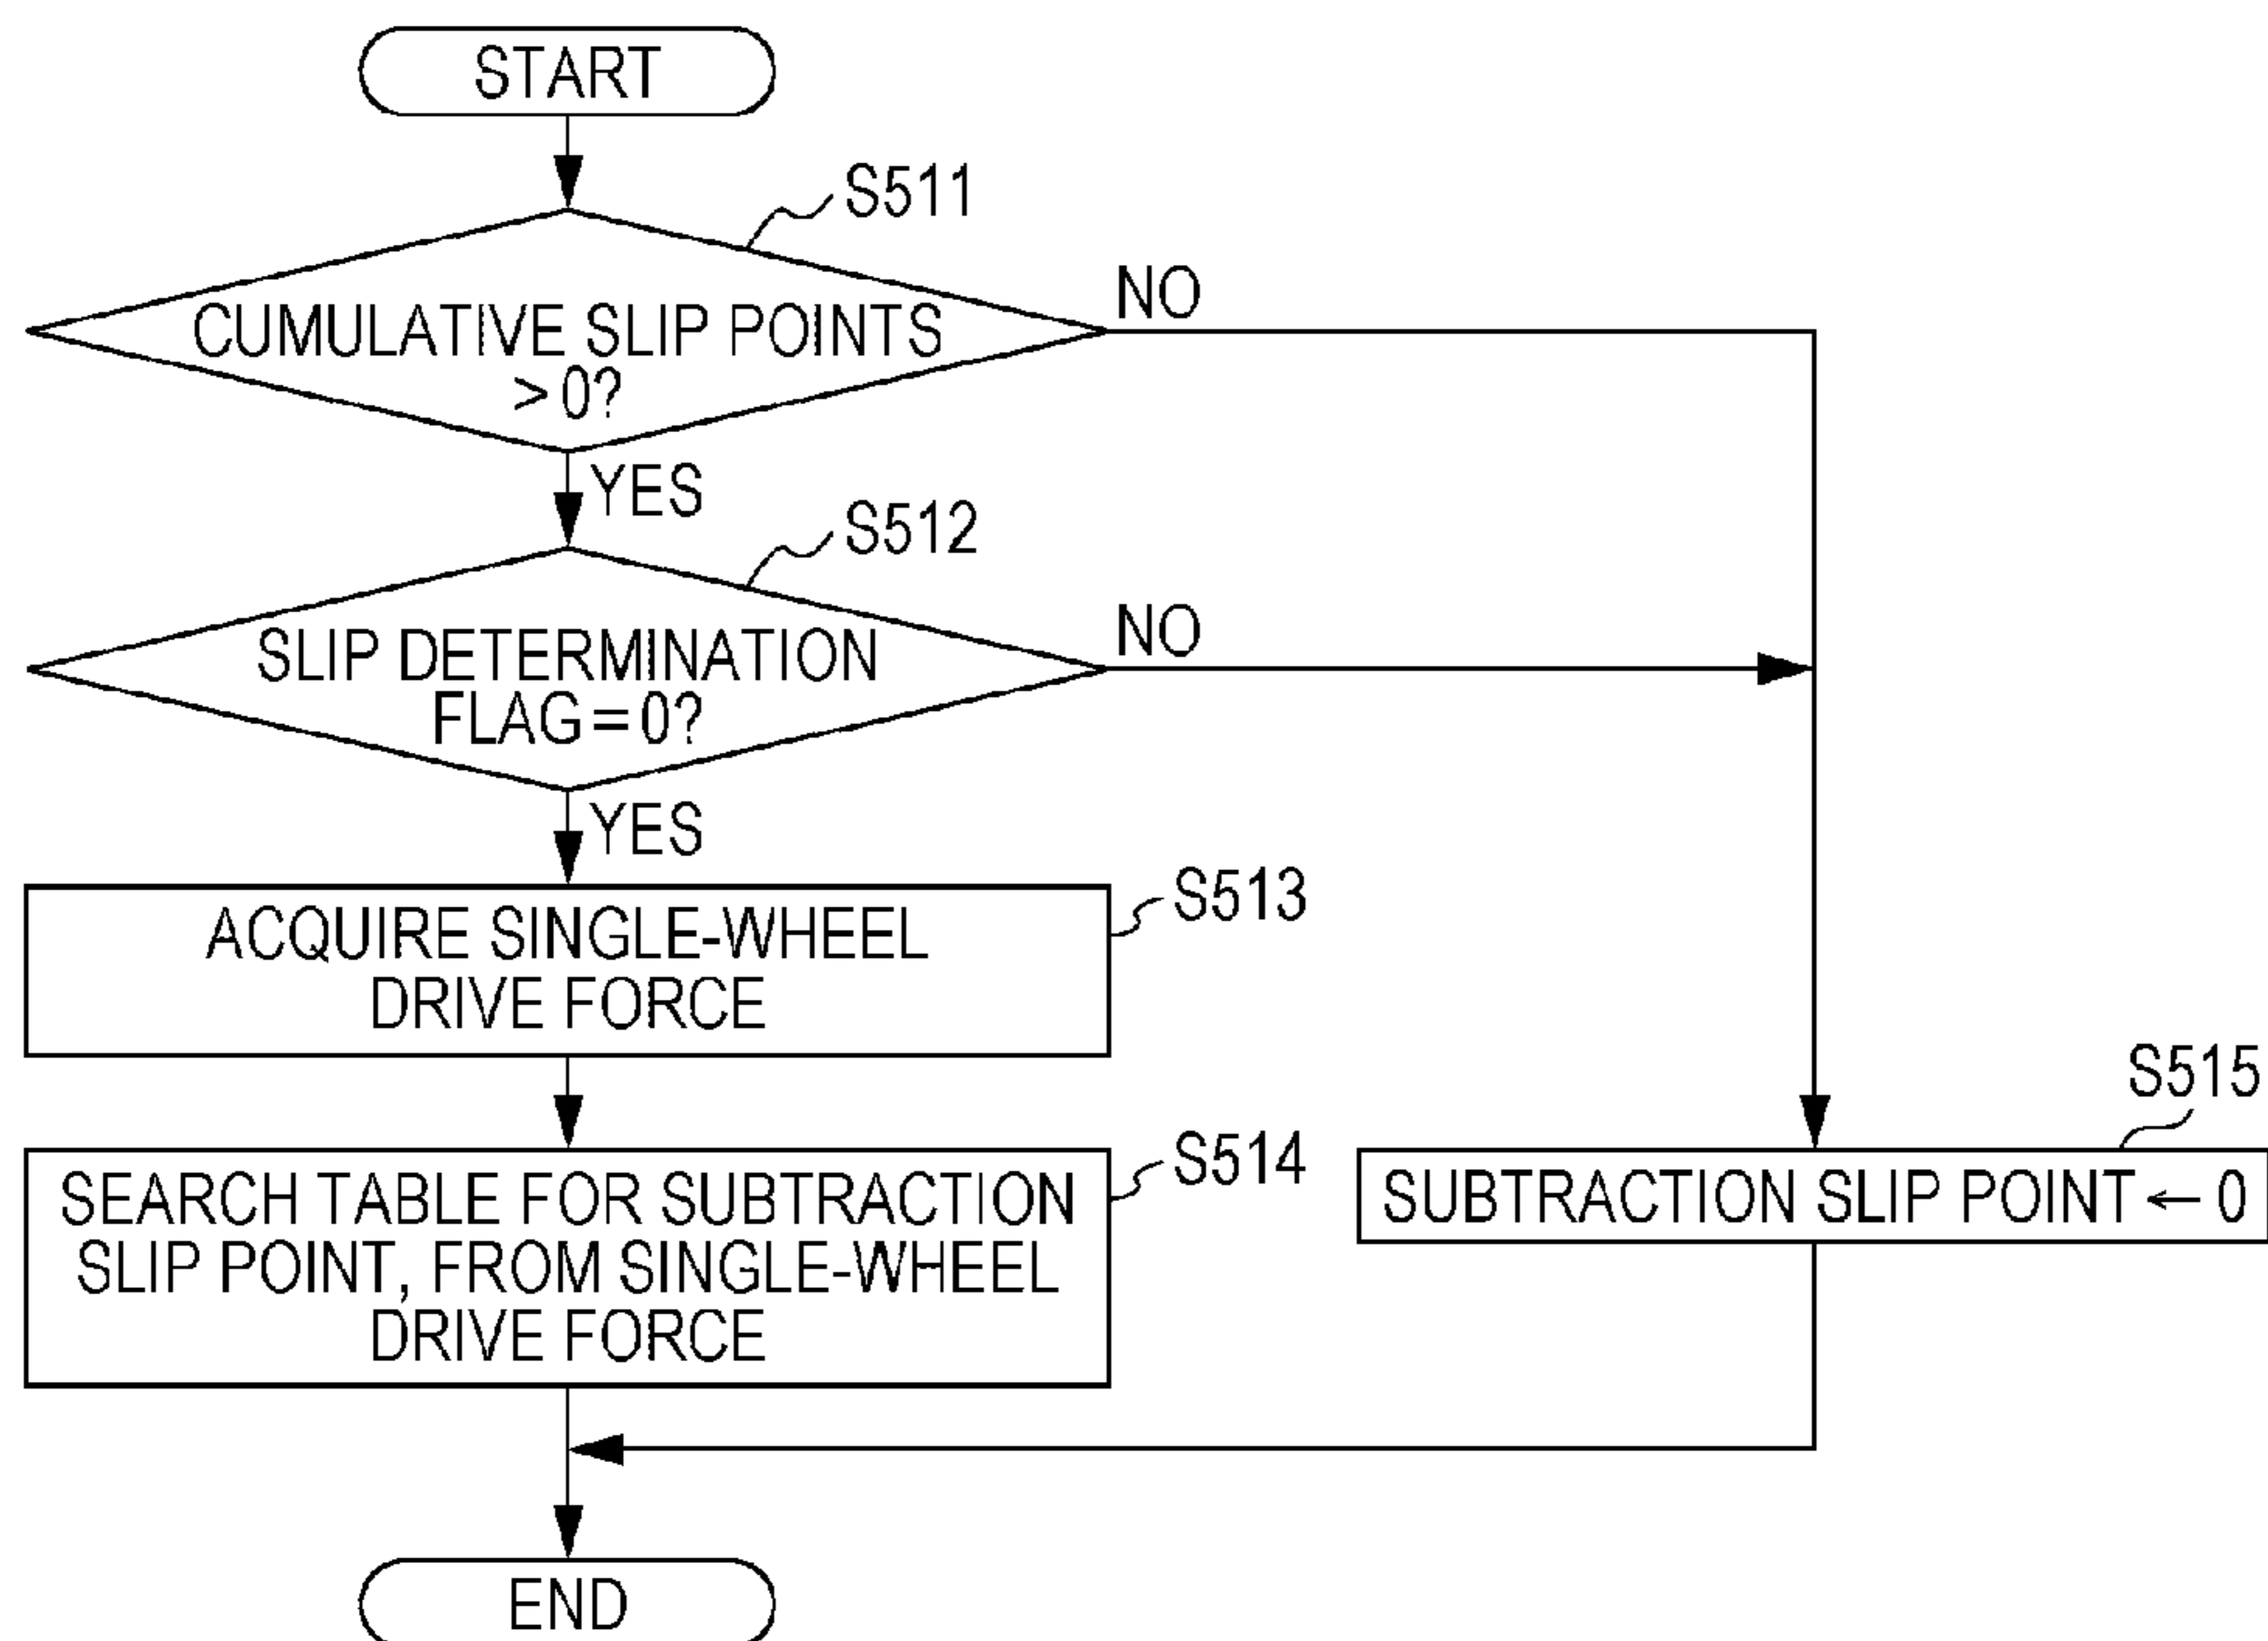 START
S511
CUMULATIVE SLIP POINTS
> 0?
NO
YES
S512
SLIP DETERMINATION
FLAG = 0?
NO
YES
S513
ACQUIRE SINGLE-WHEEL
DRIVE FORCE
S514
SEARCH TABLE FOR SUBTRACTION
SLIP POINT, FROM SINGLE-WHEEL
DRIVE FORCE
S515
SUBTRACTION SLIP POINT ← 0
END